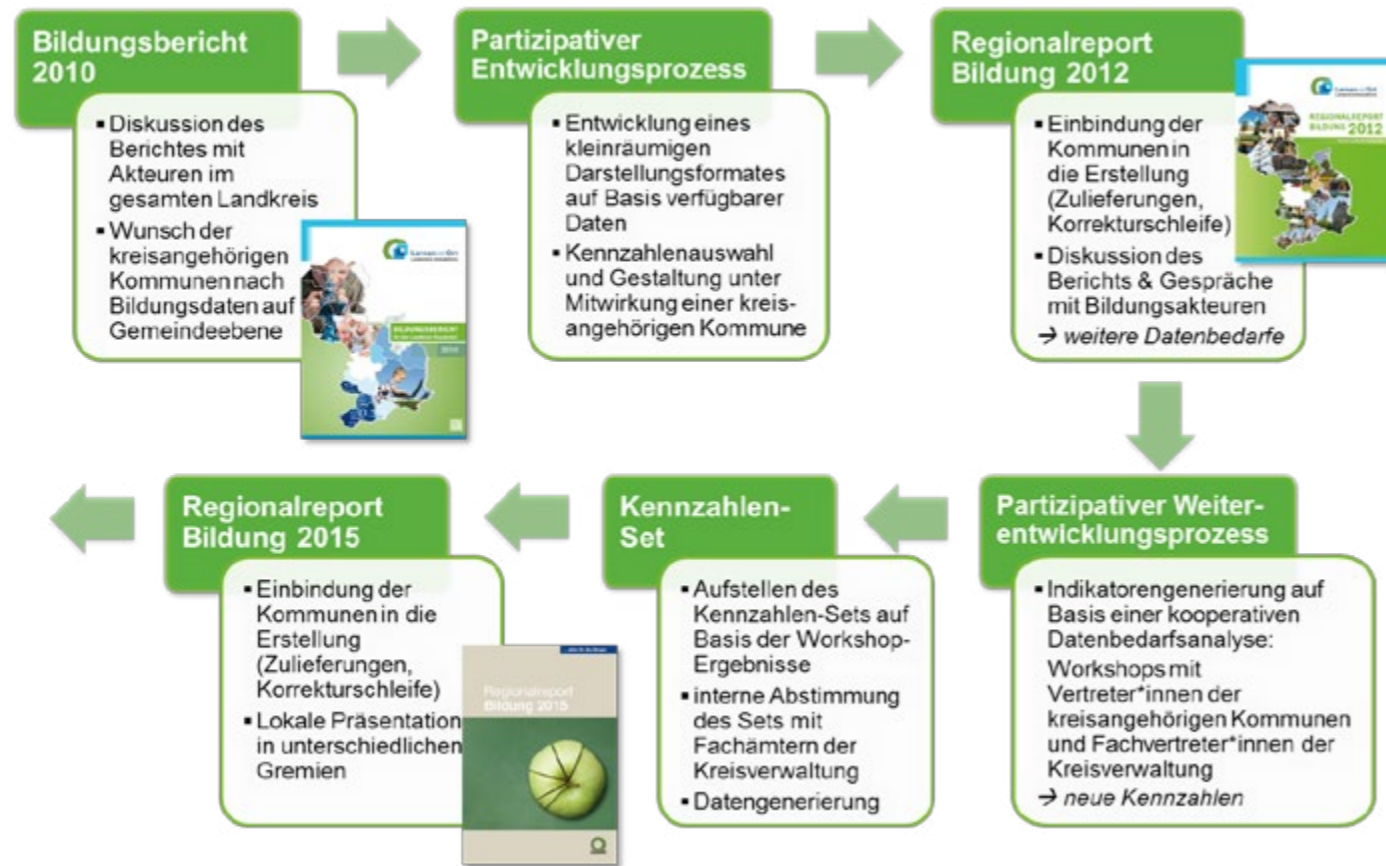 Bildungsbericht
2010
▪ Diskussion des
Berichtes mit
Akteuren im
gesamten Landkreis
▪ Wunsch der
kreisangehörigen
Kommunen nach
Bildungsdaten auf
Gemeindeebene
BILDUNGSBERICHT
Partizipativer
Entwicklungsprozess
▪ Entwicklung eines
kleinräumigen
Darstellungsformates
auf Basis verfügbarer
Daten
▪ Kennzahlenauswahl
und Gestaltung unter
Mitwirkung einer kreis-
angehörigen Kommune
Regionalreport
Bildung 2012
▪ Einbindung der
Kommunen in
die Erstellung
(Zulieferungen,
Korrekturschleife)
▪ Diskussion des
Berichts & Gespräche
mit Bildungsakteuren
→ weitere Datenbedarfe
REGIONALREPORT
BILDUNG 2012
Partizipativer Weiter-
entwicklungsprozess
▪ Indikatorengenerierung auf
Basis einer kooperativen
Datenbedarfsanalyse:
Workshops mit
Vertreter*innen der
kreisangehörigen Kommunen
und Fachvertreter*innen der
Kreisverwaltung
→ neue Kennzahlen
Kennzahlen-
Set
▪ Aufstellen des
Kennzahlen-Sets auf
Basis der Workshop-
Ergebnisse
▪ interne Abstimmung
des Sets mit
Fachämtern der
Kreisverwaltung
▪ Datengenerierung
Regionalreport
Bildung 2015
▪ Einbindung der
Kommunen in die
Erstellung
(Zulieferungen,
Korrekturschleife)
▪ Lokale Präsentation
in unterschiedlichen
Gremien
Regionalreport
Bildung 2015